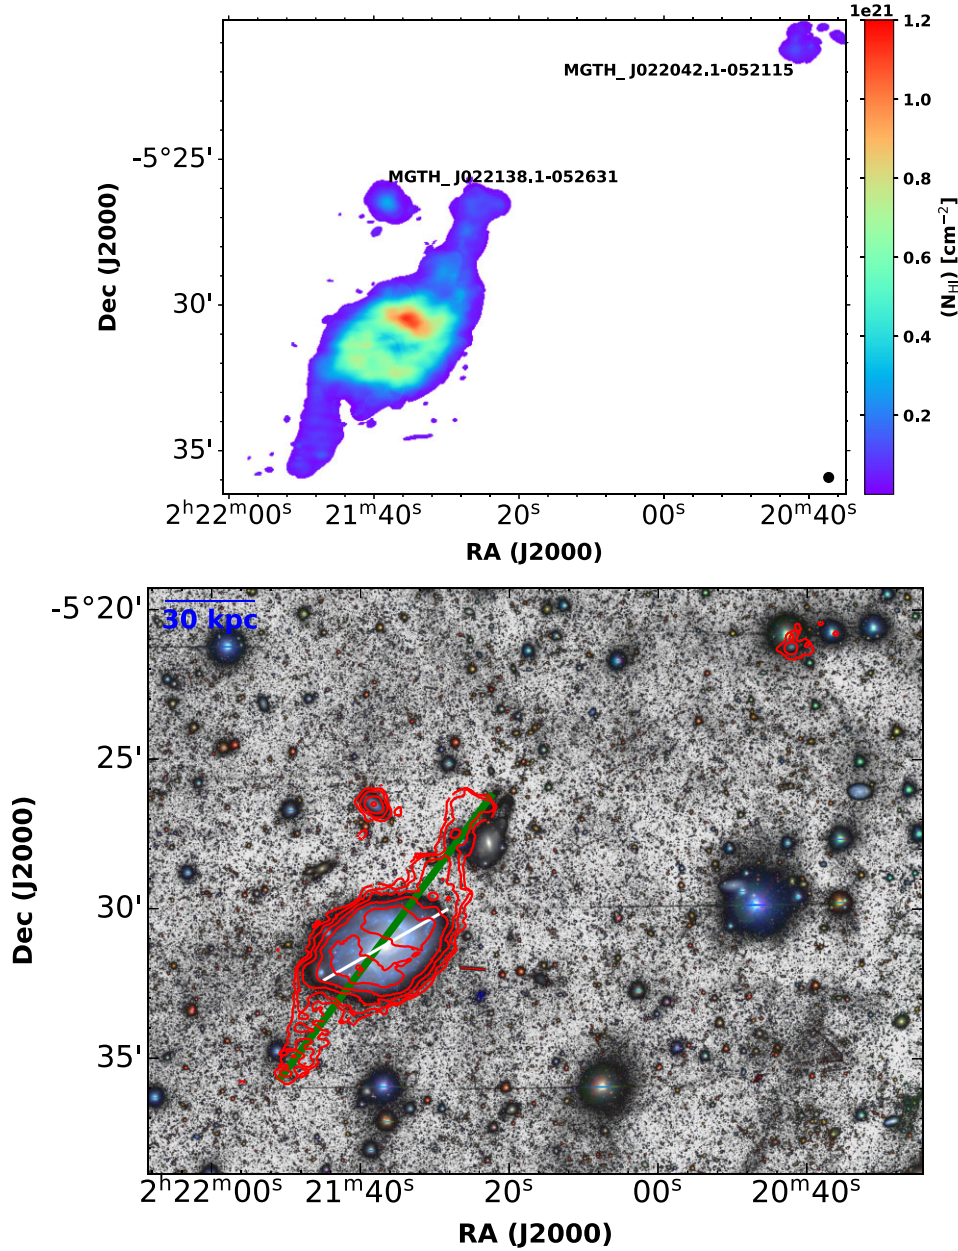 1e21
1.2
MGTH_ J022042.1-052115
1.0
-5°25'
MGTH_ J022138.1-052631
0.8
Dec (J2000)
(N_HI) [cm⁻²]
30'
0.6
0.4
35'
0.2
2ʰ22ᵐ00ˢ 21ᵐ40ˢ 20ˢ 00ˢ 20ᵐ40ˢ
RA (J2000)
-5°20'
30 kpc
25'
Dec (J2000)
30'
35'
2ʰ22ᵐ00ˢ 21ᵐ40ˢ 20ˢ 00ˢ 20ᵐ40ˢ
RA (J2000)